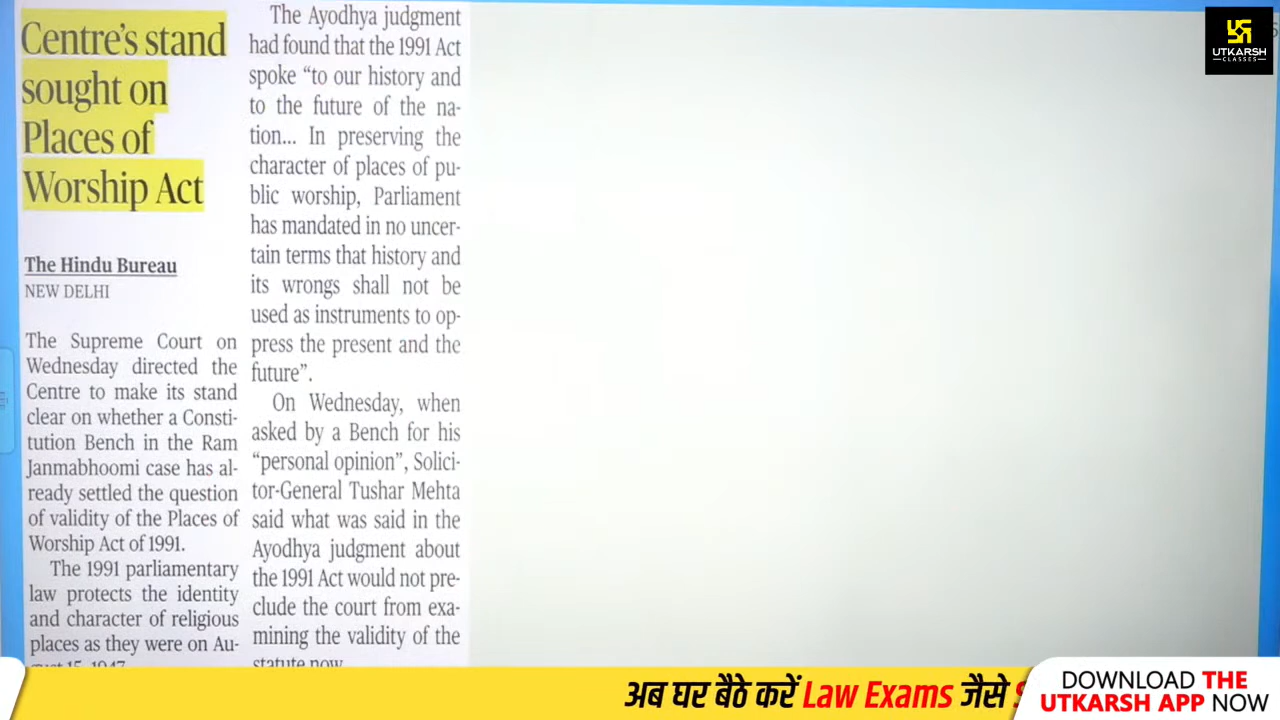 Centre’s stand
sought on
Places of
Worship Act
The Hindu Bureau
NEW DELHI
The Supreme Court on
Wednesday directed the
Centre to make its stand
clear on whether a Consti-
tution Bench in the Ram
Janmabhoomi case has al-
ready settled the question
of validity of the Places of
Worship Act of 1991.
The 1991 parliamentary
law protects the identity
and character of religious
places as they were on Au-
gust 15, 1947.
The Ayodhya judgment
had found that the 1991 Act
spoke “to our history and
to the future of the na-
tion... In preserving the
character of places of pu-
blic worship, Parliament
has mandated in no uncer-
tain terms that history and
its wrongs shall not be
used as instruments to op-
press the present and the
future”.
On Wednesday, when
asked by a Bench for his
“personal opinion”, Solici-
tor-General Tushar Mehta
said what was said in the
Ayodhya judgment about
the 1991 Act would not pre-
clude the court from exa-
mining the validity of the
statute now.
UTKARSH
CLASSES
अब घर बैठे करें Law Exams जैसे
DOWNLOAD THE
UTKARSH APP NOW